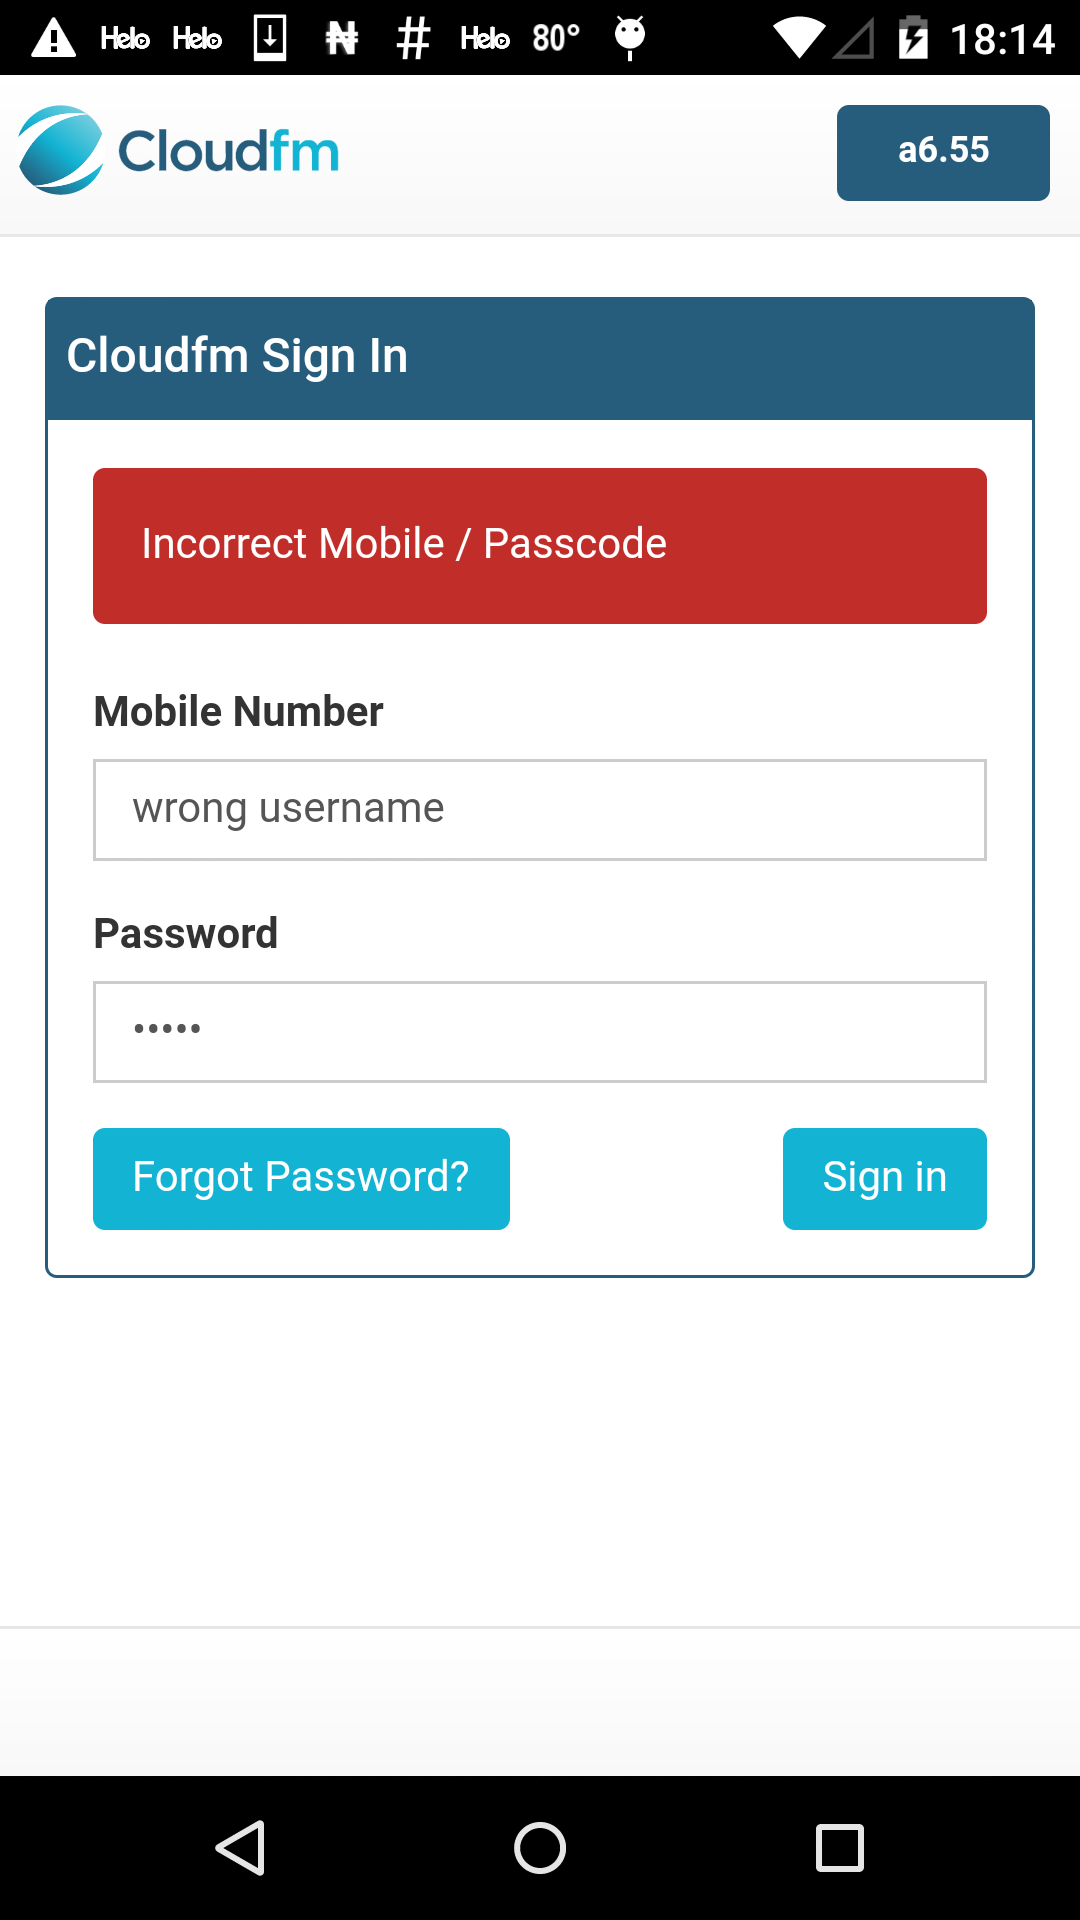 Helo Helo # Helo 80° 18:14
Cloudfm
a6.55
Cloudfm Sign In
Incorrect Mobile / Passcode
Mobile Number
wrong username
Password
•••••
Forgot Password?
Sign in